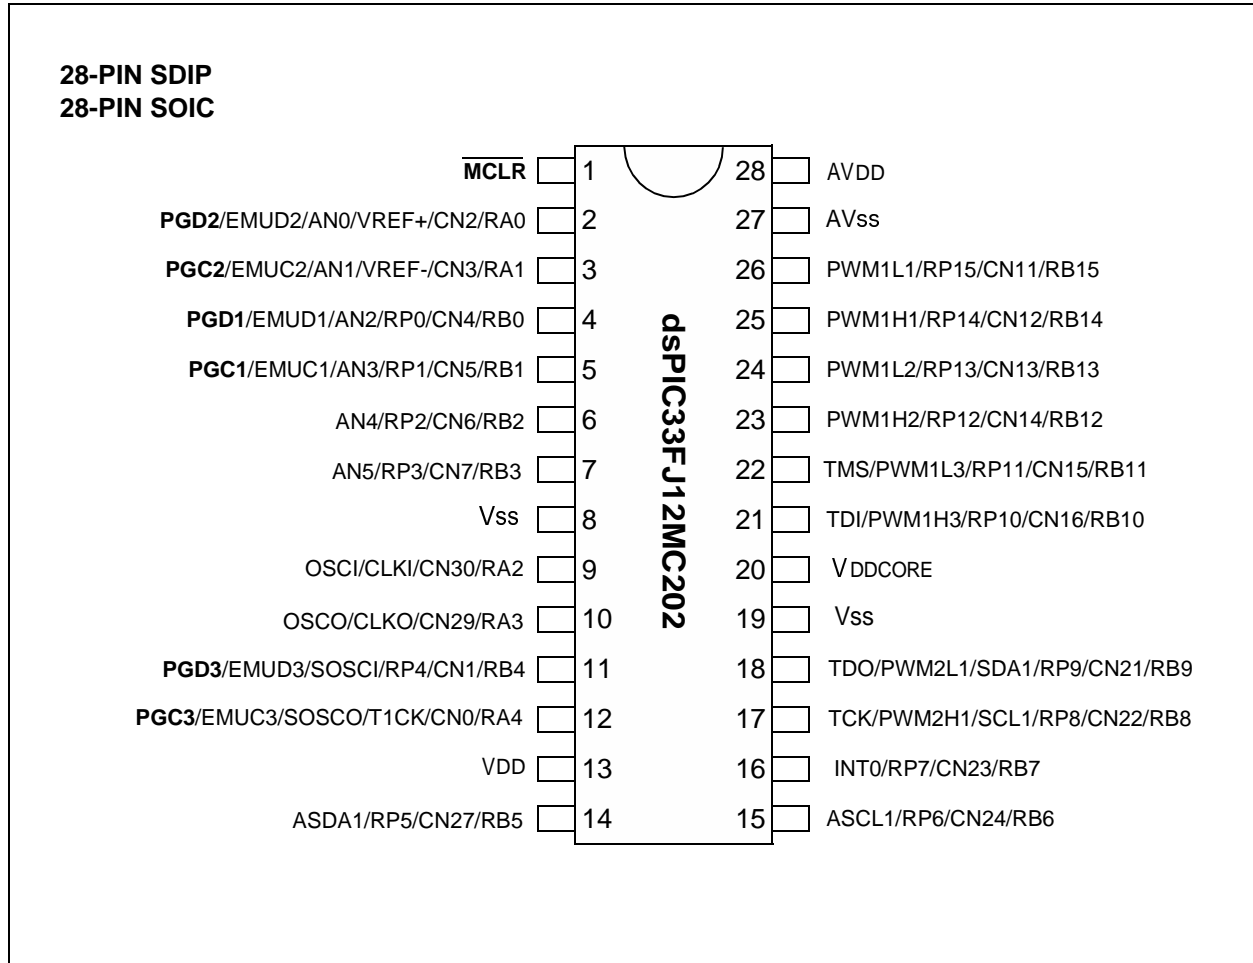 28-PIN SDIP
28-PIN SOIC
MCLR 1 28 AVDD
PGD2/EMUD2/AN0/VREF+/CN2/RA0 2 27 AVss
PGC2/EMUC2/AN1/VREF-/CN3/RA1 3 26 PWM1L1/RP15/CN11/RB15
PGD1/EMUD1/AN2/RP0/CN4/RB0 4 25 PWM1H1/RP14/CN12/RB14
PGC1/EMUC1/AN3/RP1/CN5/RB1 5 24 PWM1L2/RP13/CN13/RB13
AN4/RP2/CN6/RB2 6 23 PWM1H2/RP12/CN14/RB12
AN5/RP3/CN7/RB3 7 22 TMS/PWM1L3/RP11/CN15/RB11
Vss 8 21 TDI/PWM1H3/RP10/CN16/RB10
OSCI/CLKI/CN30/RA2 9 20 VDDCORE
OSCO/CLKO/CN29/RA3 10 19 Vss
PGD3/EMUD3/SOSCI/RP4/CN1/RB4 11 18 TDO/PWM2L1/SDA1/RP9/CN21/RB9
PGC3/EMUC3/SOSCO/T1CK/CN0/RA4 12 17 TCK/PWM2H1/SCL1/RP8/CN22/RB8
VDD 13 16 INT0/RP7/CN23/RB7
ASDA1/RP5/CN27/RB5 14 15 ASCL1/RP6/CN24/RB6
dsPIC33FJ12MC202